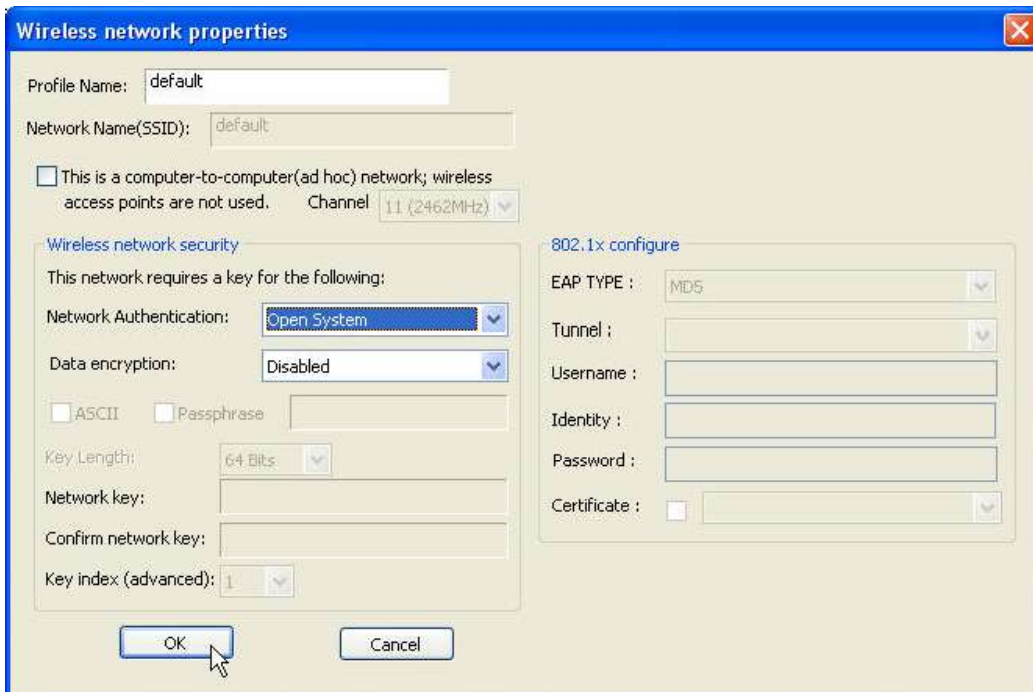 Wireless network properties
Profile Name: default
Network Name(SSID): default
This is a computer-to-computer(ad hoc) network; wireless
access points are not used. Channel 11 (2462MHz)
Wireless network security
This network requires a key for the following:
Network Authentication: Open System
Data encryption: Disabled
ASCII Passphrase
Key Length: 64 Bits
Network key:
Confirm network key:
Key index (advanced): 1
802.1x configure
EAP TYPE : MD5
Tunnel :
Username :
Identity :
Password :
Certificate :
OK Cancel